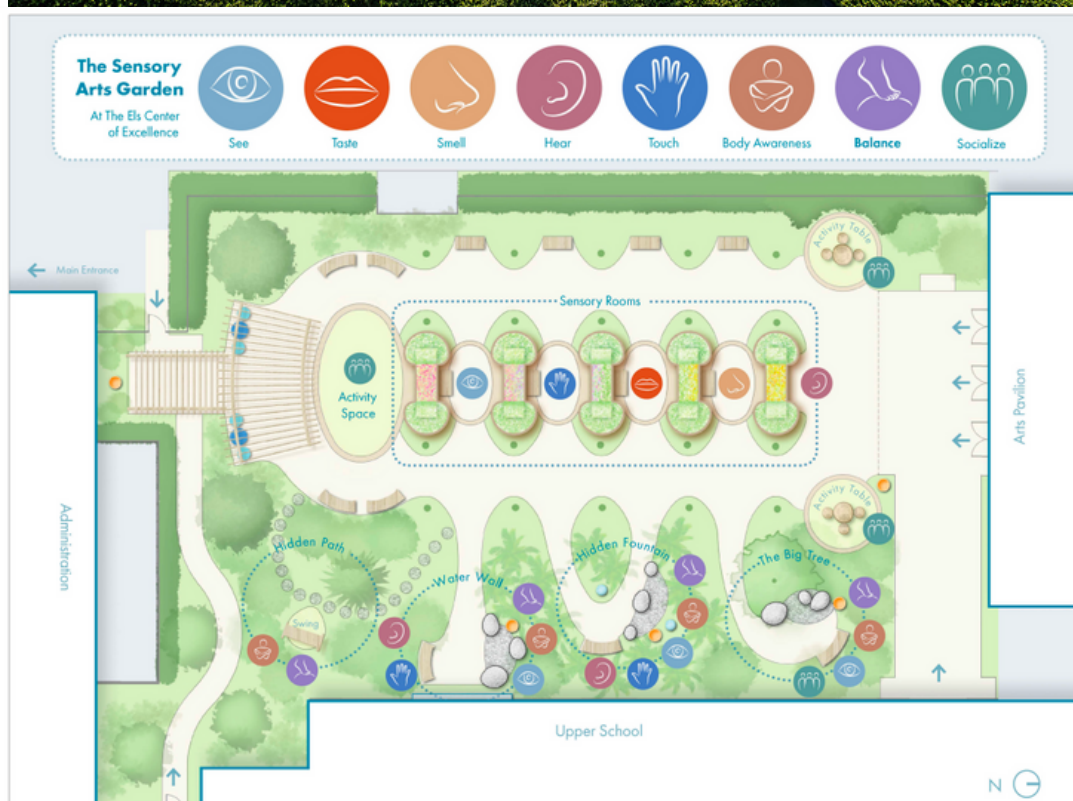 The Sensory
Arts Garden
At The Els Center
of Excellence
See
Taste
Smell
Hear
Touch
Body Awareness
Balance
Socialize
Main Entrance
Activity Table
Sensory Rooms
Activity
Space
Arts Pavilion
Activity Table
Administration
Hidden Path
Hidden Fountain
The Big Tree
Water Wall
Swing
Upper School
N